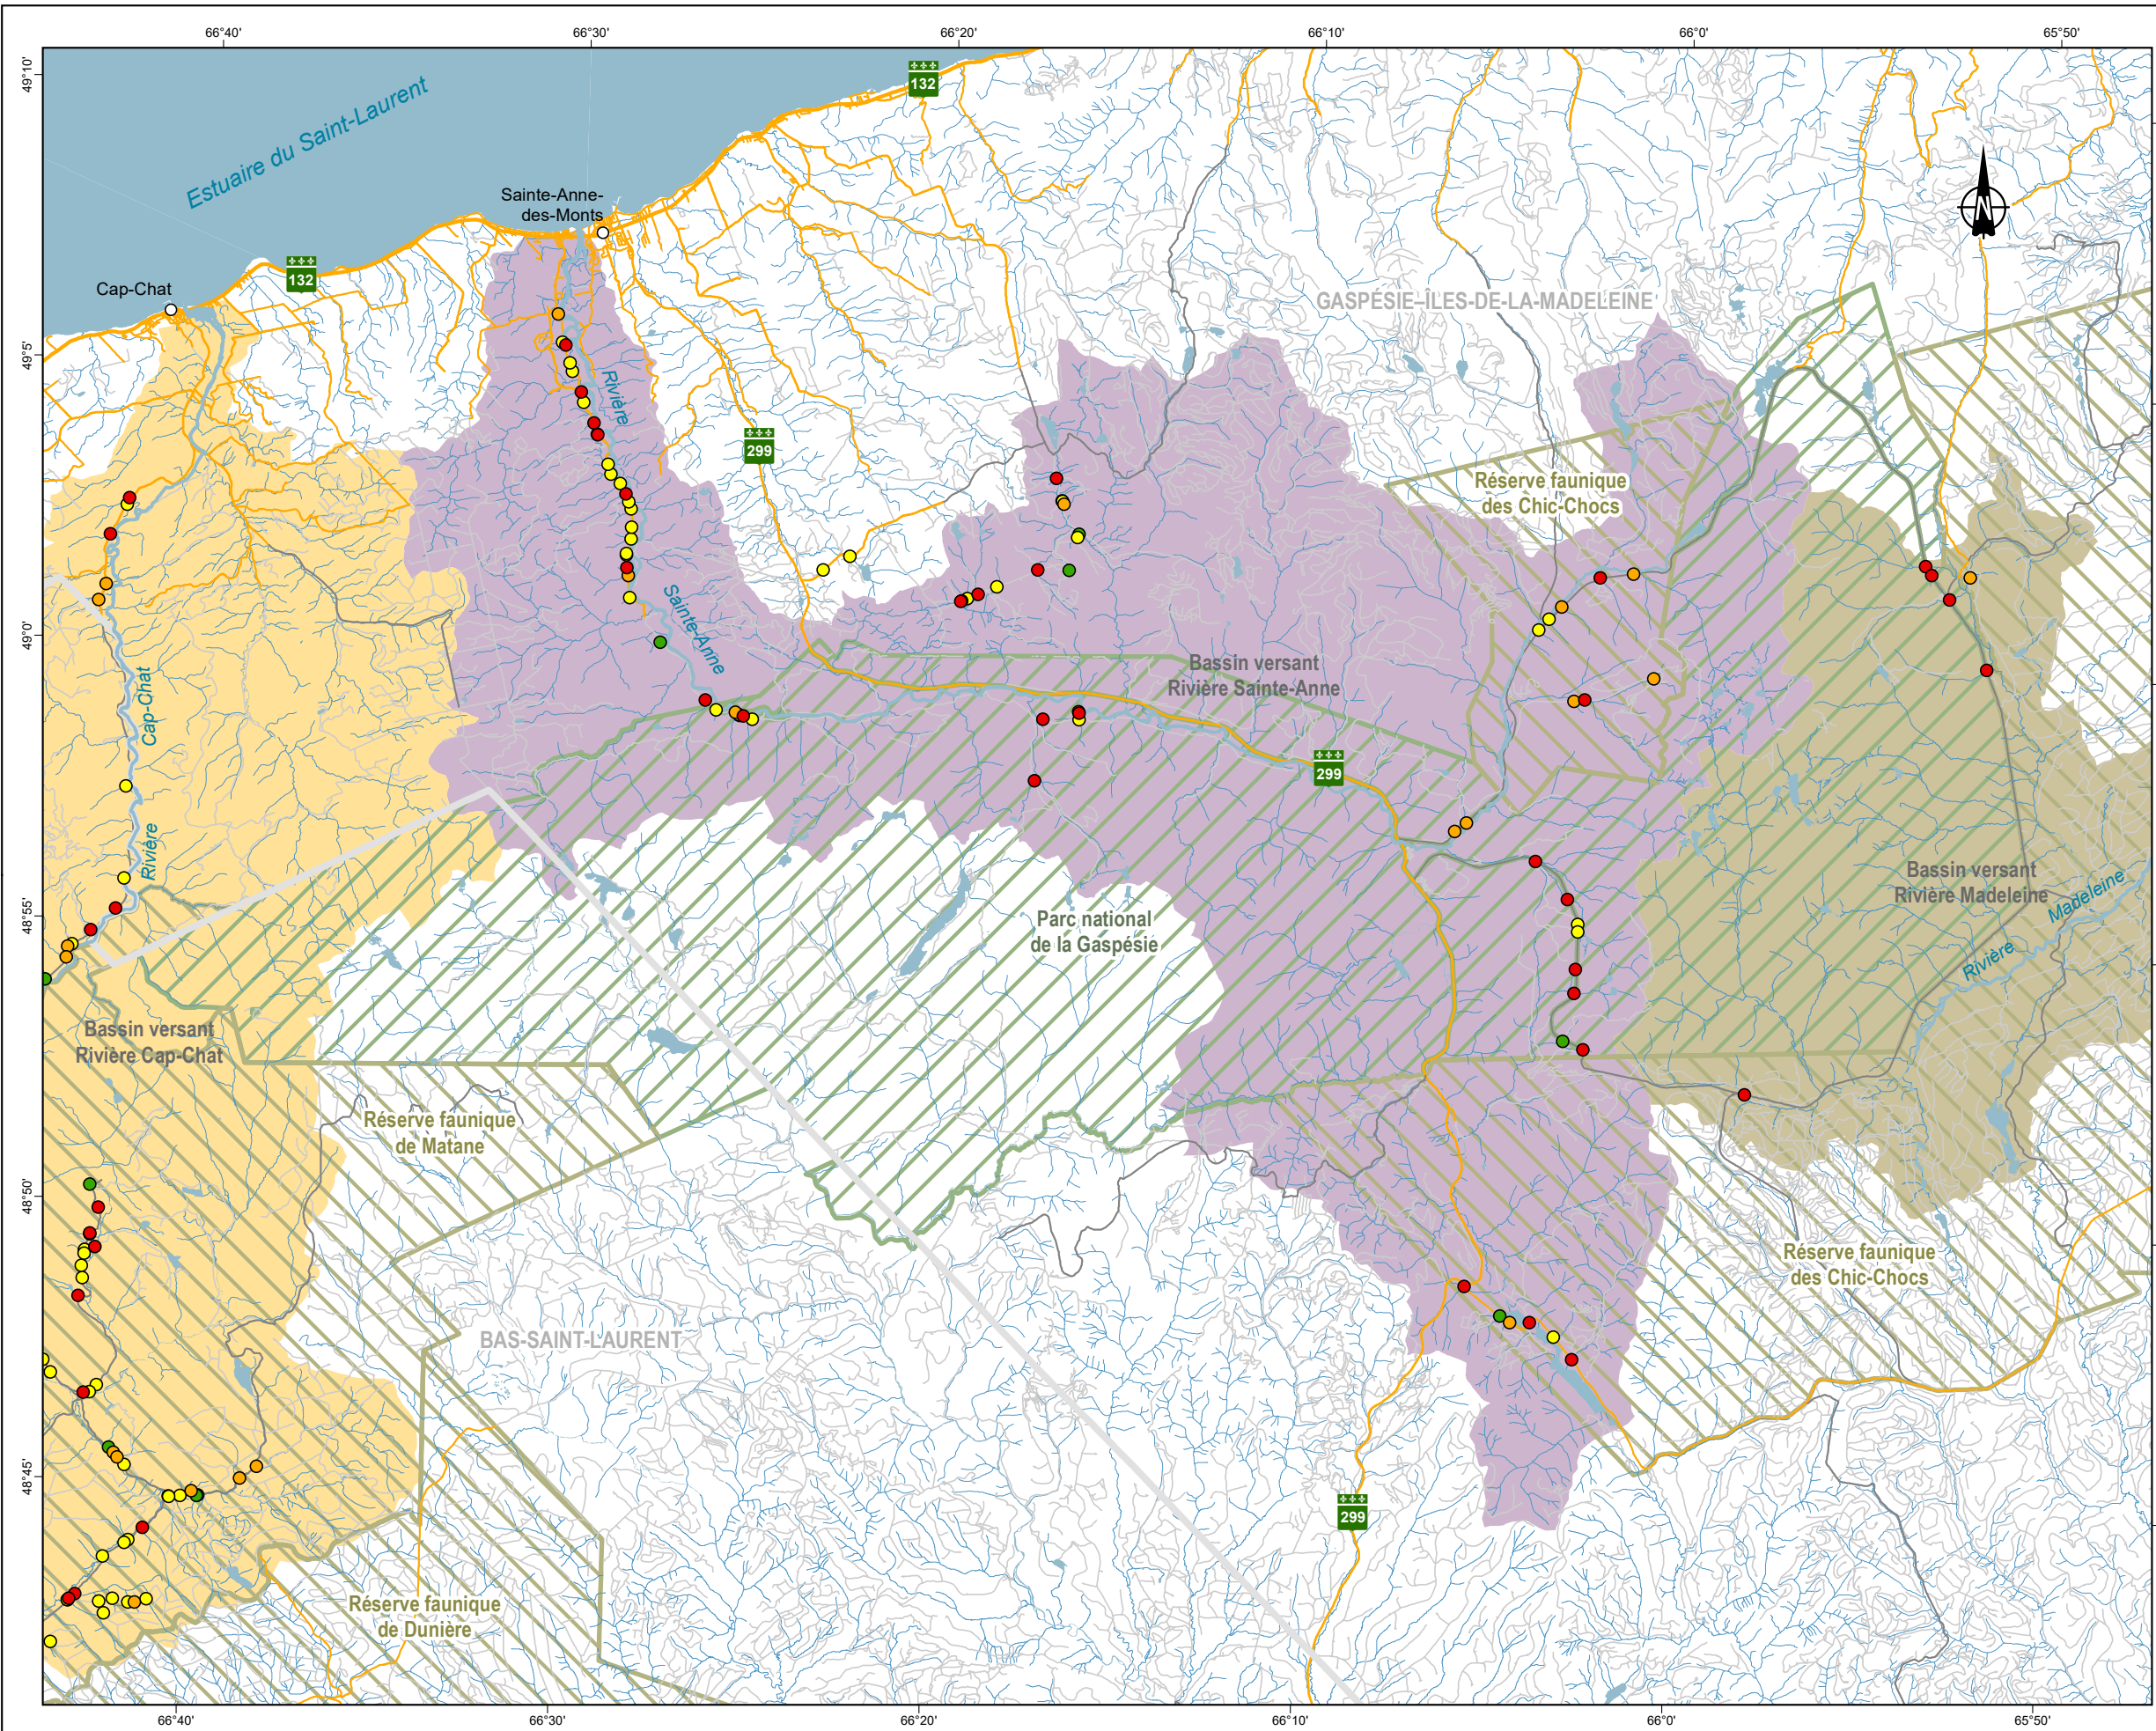 66°40'
66°30'
66°20'
66°10'
66°0'
65°50'
49°10'
49°5'
49°0'
48°55'
48°50'
48°45'
Estuaire du Saint-Laurent
132
Sainte-Anne-
des-Monts
132
Cap-Chat
GASPÉSIE–ÎLES-DE-LA-MADELEINE
Rivière
299
Réserve faunique
des Chic-Chocs
Sainte-Anne
Bassin versant
Rivière Sainte-Anne
Cap-Chat
299
Rivière
Bassin versant
Rivière Madeleine
Madeleine
Parc national
de la Gaspésie
Rivière
Bassin versant
Rivière Cap-Chat
Réserve faunique
de Matane
Réserve faunique
des Chic-Chocs
BAS-SAINT-LAURENT
299
Réserve faunique
de Dunière
N
66°40'
66°30'
66°20'
66°10'
66°0'
65°50'